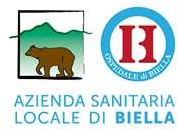 OSPEDALE di BIELLA
AZIENDA SANITARIA
LOCALE DI BIELLA